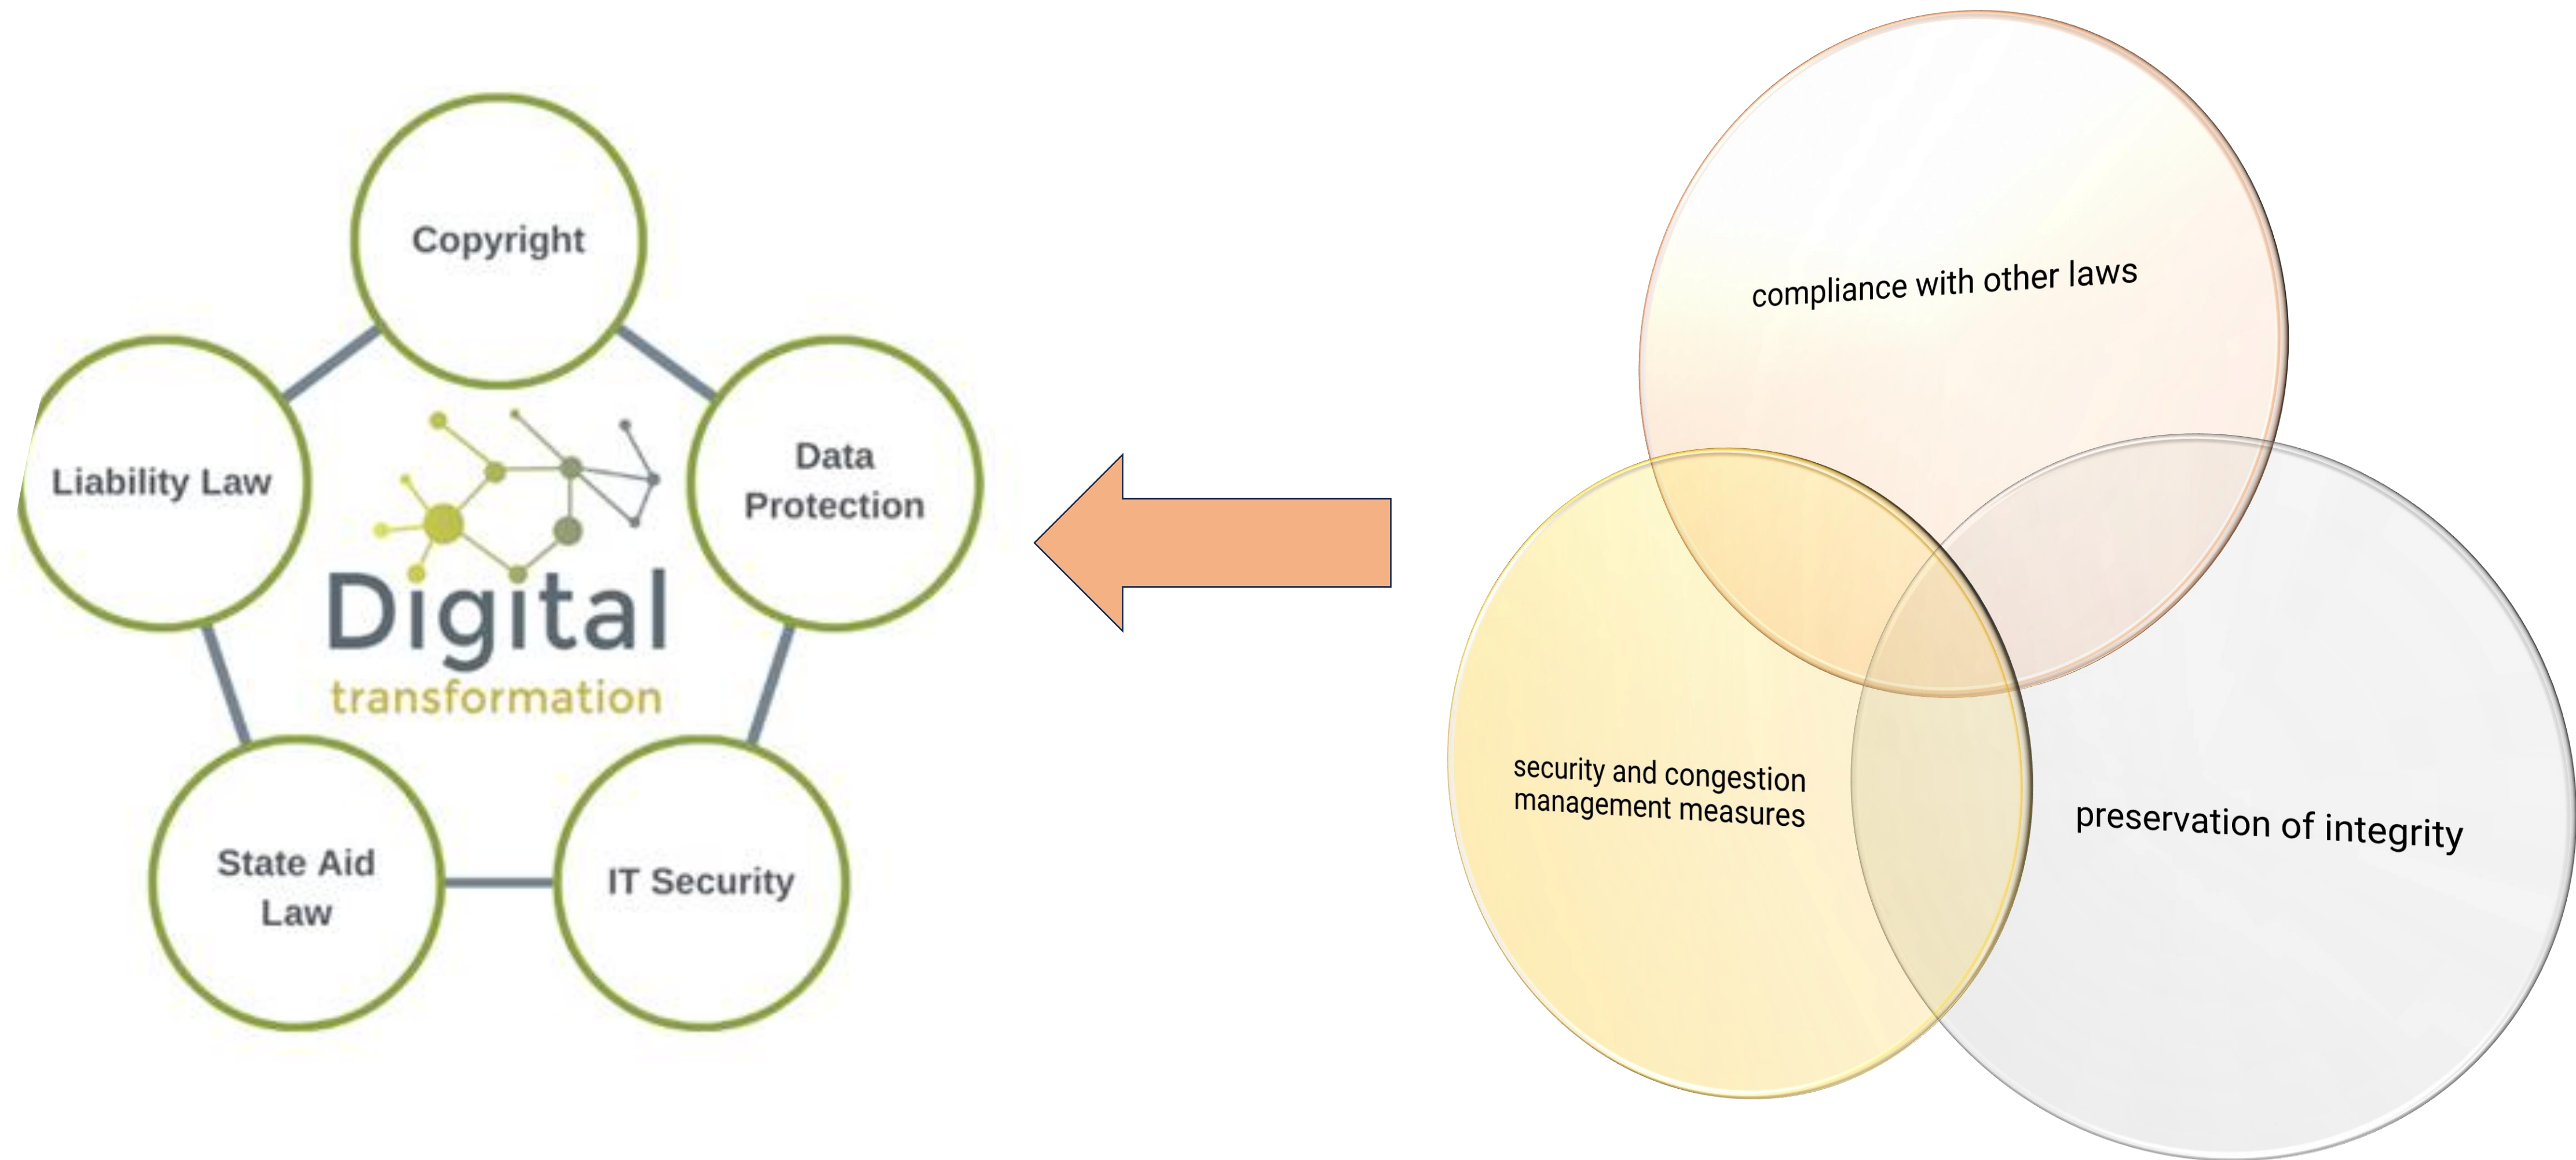 Copyright
Liability Law
Data
Protection
Digital
transformation
State Aid
Law
IT Security
compliance with other laws
security and congestion
management measures
preservation of integrity